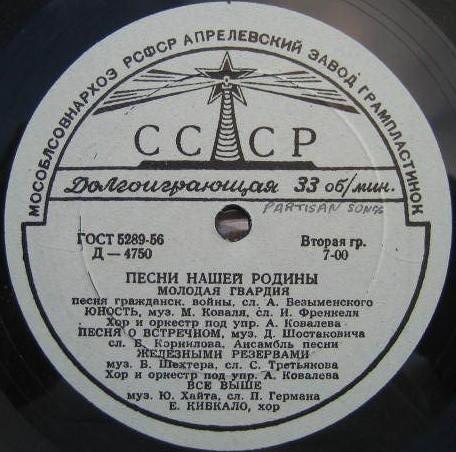 МОСОБЛСОВНАРХОЗ РСФСР АПРЕЛЕВСКИЙ ЗАВОД ГРАМПЛАСТИНОК
СССР
Долгоиграющая 33 об/мин.
PARTISAN SONGS
ГОСТ 5289-56 Вторая гр.
Д—4750 7-00
ПЕСНИ НАШЕЙ РОДИНЫ
МОЛОДАЯ ГВАРДИЯ
песня гражданск. войны, сл. А. Безыменского
ЮНОСТЬ, муз. М. Коваля, сл. И. Френкеля
Хор и оркестр под упр. А. Ковалева
ПЕСНЯ О ВСТРЕЧНОМ, муз. Д. Шостаковича
сл. Б. Корнилова, Ансамбль песни
ЖЕЛЕЗНЫМИ РЕЗЕРВАМИ
муз. Б. Шехтера, сл. С. Третьякова
Хор и оркестр под упр. А. Ковалева
ВСЕ ВЫШЕ
муз. Ю. Хайта, сл. П. Германа
Е. КИБКАЛО, хор